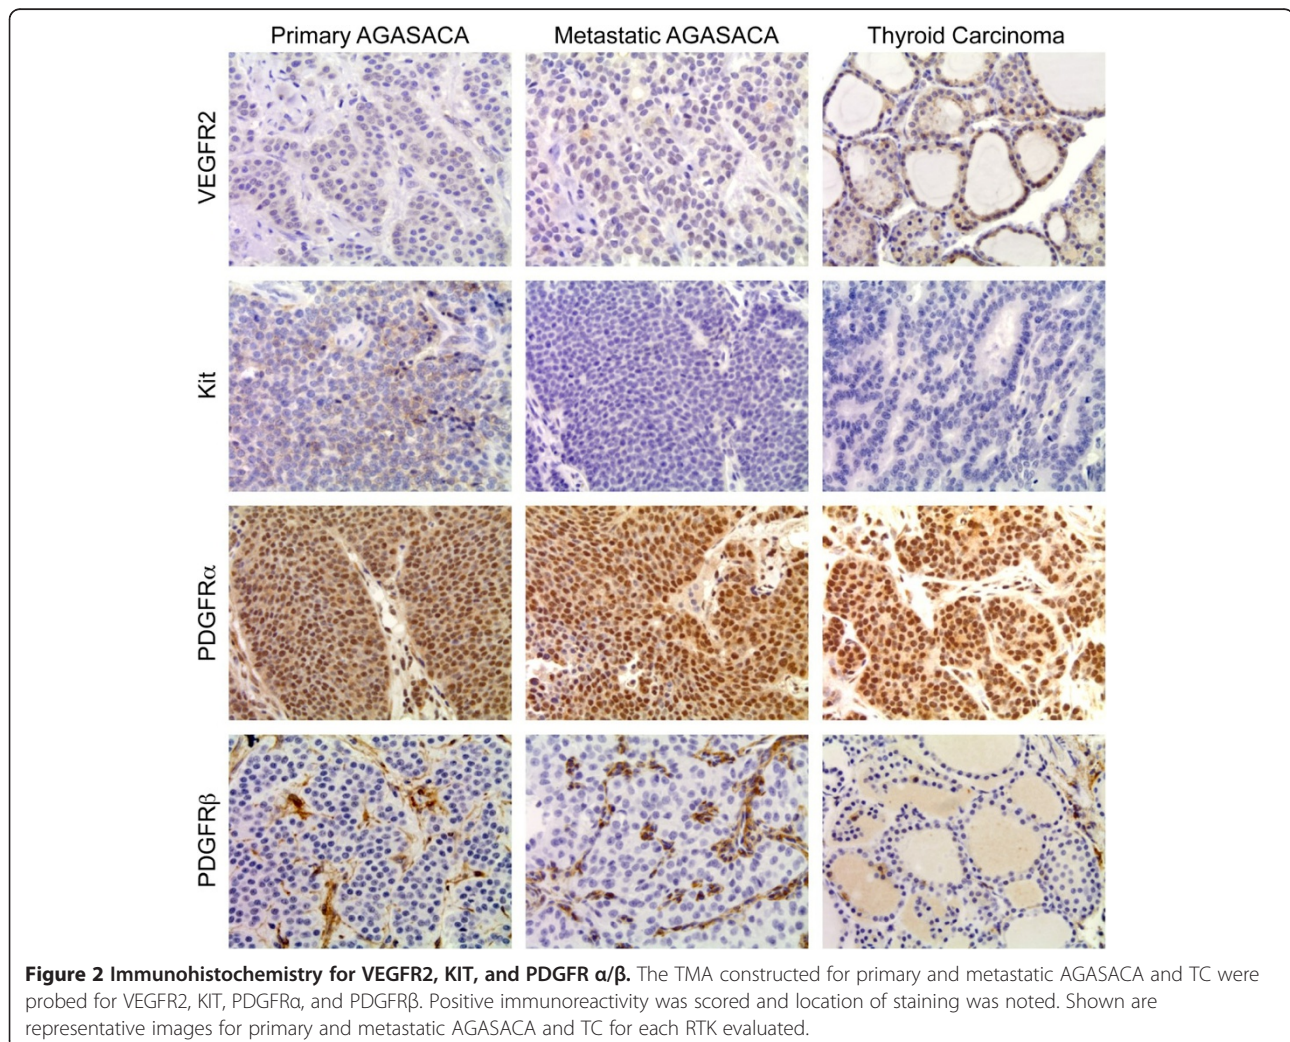 Primary AGASACA Metastatic AGASACA Thyroid Carcinoma
VEGFR2
Kit
PDGFRα
PDGFRβ
Figure 2 Immunohistochemistry for VEGFR2, KIT, and PDGFR α/β. The TMA constructed for primary and metastatic AGASACA and TC were
probed for VEGFR2, KIT, PDGFRα, and PDGFRβ. Positive immunoreactivity was scored and location of staining was noted. Shown are
representative images for primary and metastatic AGASACA and TC for each RTK evaluated.